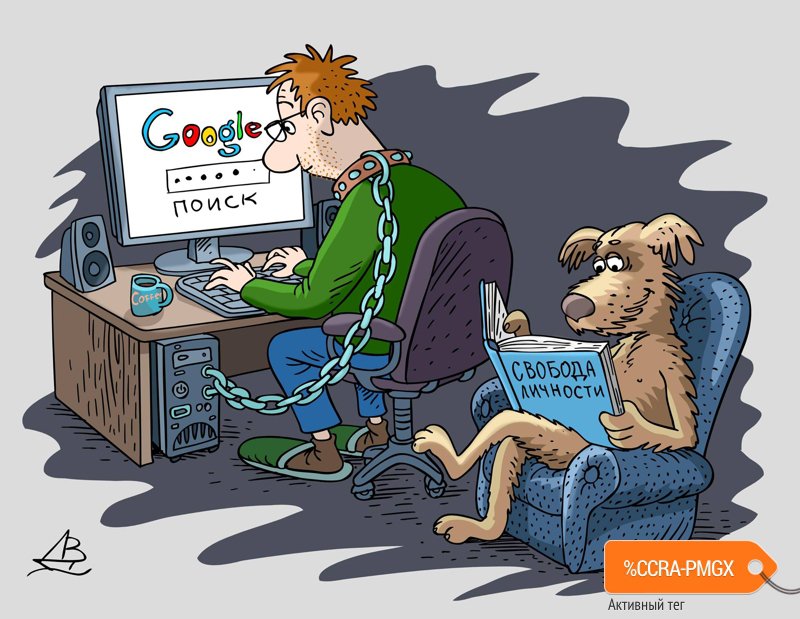 Google
ПОИСК
Coffee
СВОБОДА
ЛИЧНОСТИ
%CCRA-PMGX
Активный тег